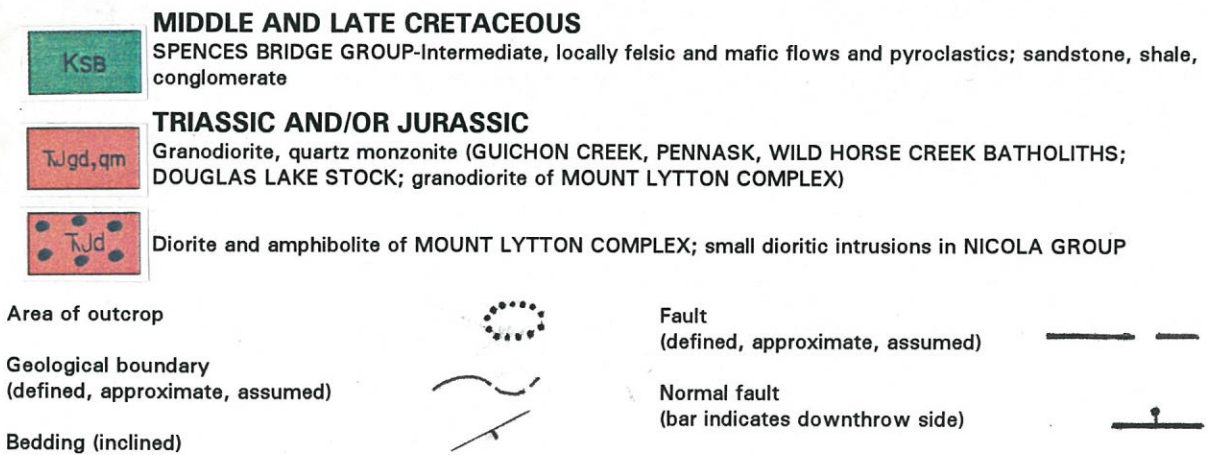 MIDDLE AND LATE CRETACEOUS
KSB
SPENCES BRIDGE GROUP-Intermediate, locally felsic and mafic flows and pyroclastics; sandstone, shale,
conglomerate
TRIASSIC AND/OR JURASSIC
TJgd,qm
Granodiorite, quartz monzonite (GUICHON CREEK, PENNASK, WILD HORSE CREEK BATHOLITHS;
DOUGLAS LAKE STOCK; granodiorite of MOUNT LYTTON COMPLEX)
TJd
Diorite and amphibolite of MOUNT LYTTON COMPLEX; small dioritic intrusions in NICOLA GROUP
Area of outcrop
Geological boundary
(defined, approximate, assumed)
Bedding (inclined)
Fault
(defined, approximate, assumed)
Normal fault
(bar indicates downthrow side)